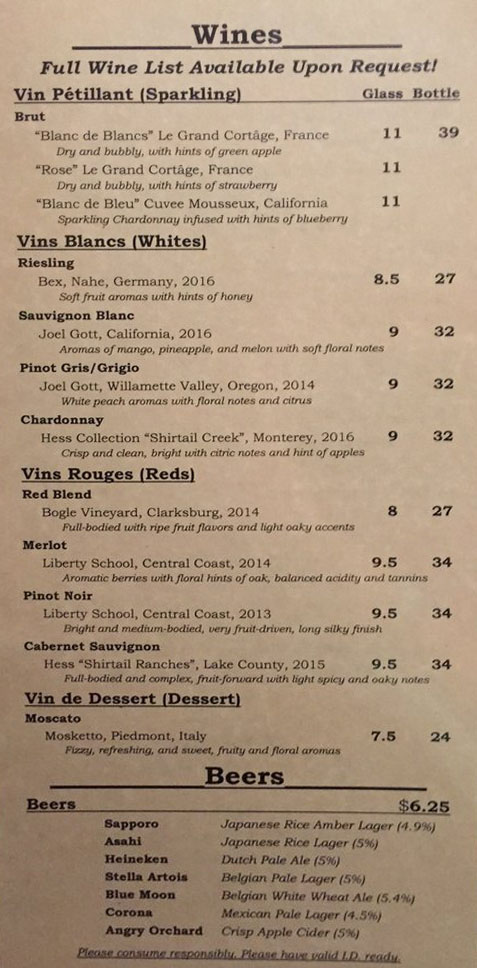 Wines
Full Wine List Available Upon Request!
Vin Pétillant (Sparkling) Glass Bottle
Brut
“Blanc de Blancs” Le Grand Cortâge, France 11 39
Dry and bubbly, with hints of green apple
“Rose” Le Grand Cortâge, France 11
Dry and bubbly, with hints of strawberry
“Blanc de Bleu” Cuvee Mousseux, California 11
Sparkling Chardonnay infused with hints of blueberry
Vins Blancs (Whites)
Riesling
Bex, Nahe, Germany, 2016 8.5 27
Soft fruit aromas with hints of honey
Sauvignon Blanc
Joel Gott, California, 2016 9 32
Aromas of mango, pineapple, and melon with soft floral notes
Pinot Gris/Grigio
Joel Gott, Willamette Valley, Oregon, 2014 9 32
White peach aromas with floral notes and citrus
Chardonnay
Hess Collection “Shirtail Creek”, Monterey, 2016 9 32
Crisp and clean, bright with citric notes and hint of apples
Vins Rouges (Reds)
Red Blend
Bogle Vineyard, Clarksburg, 2014 8 27
Full-bodied with ripe fruit flavors and light oaky accents
Merlot
Liberty School, Central Coast, 2014 9.5 34
Aromatic berries with floral hints of oak, balanced acidity and tannins
Pinot Noir
Liberty School, Central Coast, 2013 9.5 34
Bright and medium-bodied, very fruit-driven, long silky finish
Cabernet Sauvignon
Hess “Shirtail Ranches”, Lake County, 2015 9.5 34
Full-bodied and complex, fruit-forward with light spicy and oaky notes
Vin de Dessert (Dessert)
Moscato
Mosketto, Piedmont, Italy 7.5 24
Fizzy, refreshing, and sweet, fruity and floral aromas
Beers
Beers $6.25
Sapporo Japanese Rice Amber Lager (4.9%)
Asahi Japanese Rice Lager (5%)
Heineken Dutch Pale Ale (5%)
Stella Artois Belgian Pale Lager (5%)
Blue Moon Belgian White Wheat Ale (5.4%)
Corona Mexican Pale Lager (4.5%)
Angry Orchard Crisp Apple Cider (5%)
Please consume responsibly. Please have valid I.D. ready.